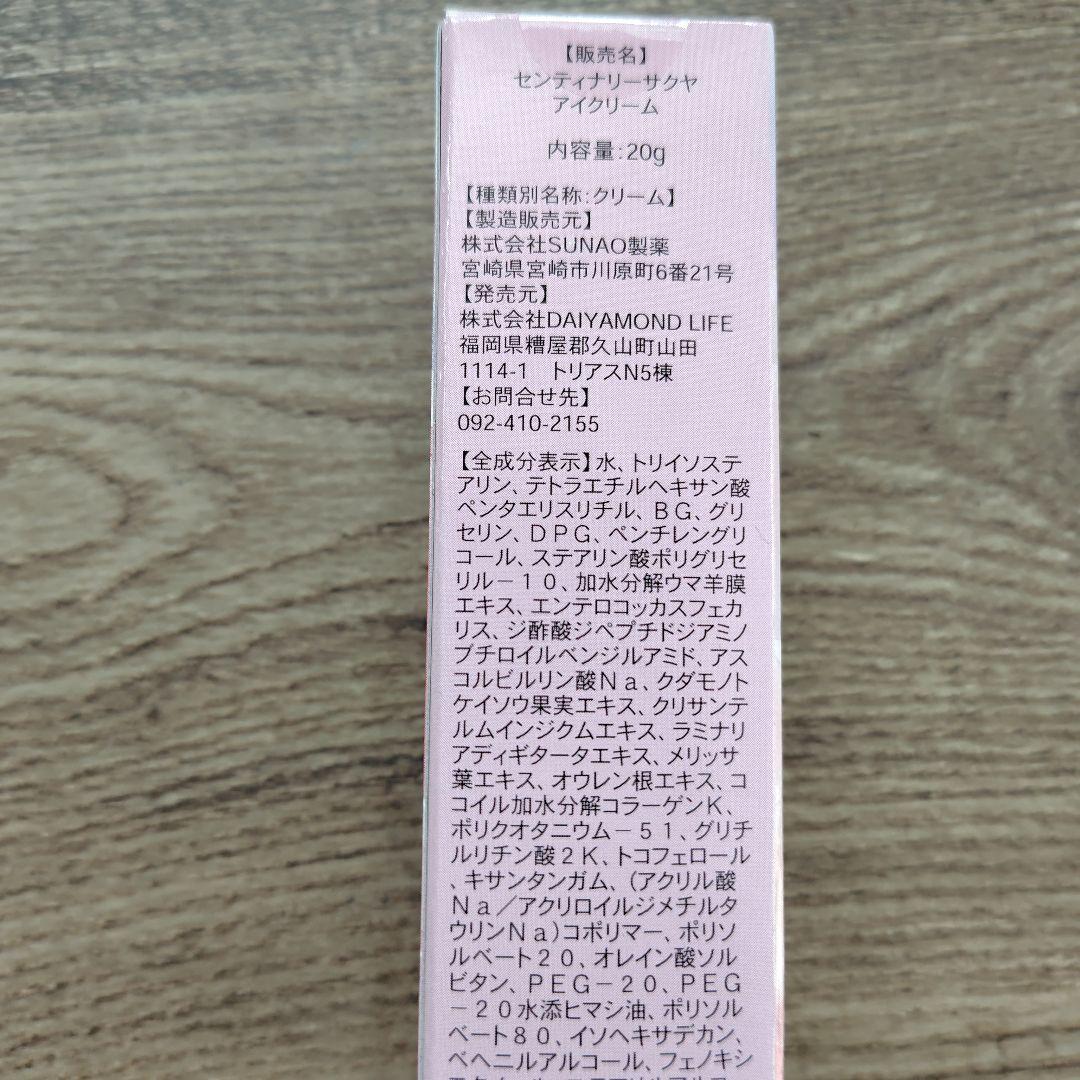 【販売名】
センティナリーサクヤ
アイクリーム
内容量:20g
【種類別名称:クリーム】
【製造販売元】
株式会社SUNAO製薬
宮崎県宮崎市川原町6番21号
【発売元】
株式会社DAIYAMOND LIFE
福岡県糟屋郡久山町山田
1114-1 トリアスN5棟
【お問合せ先】
092-410-2155
【全成分表示】水、トリイソステ
アリン、テトラエチルヘキサン酸
ペンタエリスリチル、BG、グリ
セリン、DPG、ペンチレングリ
コール、ステアリン酸ポリグリセ
リル－10、加水分解ウマ羊膜
エキス、エンテロコッカスフェカ
リス、ジ酢酸ジペプチドジアミノ
ブチロイルベンジルアミド、アス
コルビルリン酸Na、クダモノト
ケイソウ果実エキス、クリサンテ
ルムインジクムエキス、ラミナリ
アディギタータエキス、メリッサ
葉エキス、オウレン根エキス、コ
コイル加水分解コラーゲンK、
ポリクオタニウム－51、グリチ
ルリチン酸2K、トコフェロール
、キサンタンガム、(アクリル酸
Na／アクリロイルジメチルタ
ウリンNa)コポリマー、ポリソ
ルベート20、オレイン酸ソル
ビタン、PEG－20、PEG
－20水添ヒマシ油、ポリソル
ベート80、イソヘキサデカン、
ベヘニルアルコール、フェノキシ